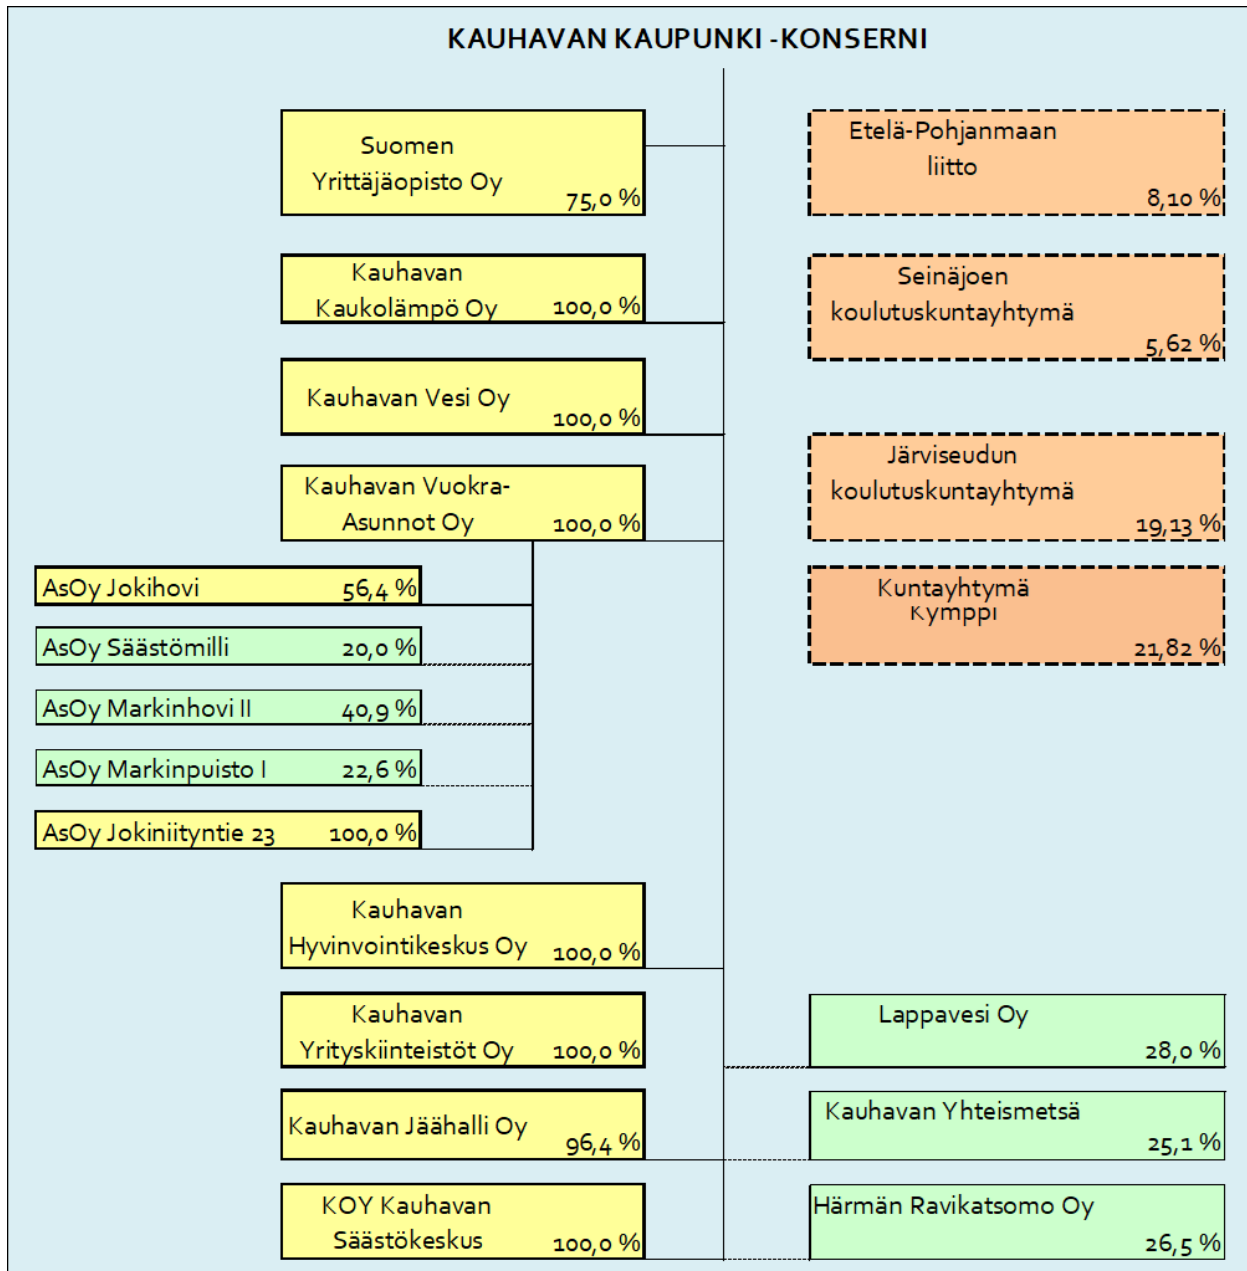 KAUHAVAN KAUPUNKI -KONSERNI
Suomen
Yrittäjäopisto Oy
75,0 %
Kauhavan
Kaukolämpö Oy
100,0 %
Kauhavan Vesi Oy
100,0 %
Kauhavan Vuokra-
Asunnot Oy
100,0 %
AsOy Jokihovi 56,4 %
AsOy Säästömilli 20,0 %
AsOy Markinhovi II 40,9 %
AsOy Markinpuisto I 22,6 %
AsOy Jokiniityntie 23 100,0 %
Kauhavan
Hyvinvointikeskus Oy
100,0 %
Kauhavan
Yrityskiinteistöt Oy
100,0 %
Kauhavan Jäähalli Oy
96,4 %
KOY Kauhavan
Säästökeskus
100,0 %
Etelä-Pohjanmaan
liitto
8,10 %
Seinäjoen
koulutuskuntayhtymä
5,62 %
Järviseudun
koulutuskuntayhtymä
19,13 %
Kuntayhtymä
Kymppi
21,82 %
Lappavesi Oy
28,0 %
Kauhavan Yhteismetsä
25,1 %
Härmän Ravikatsomo Oy
26,5 %